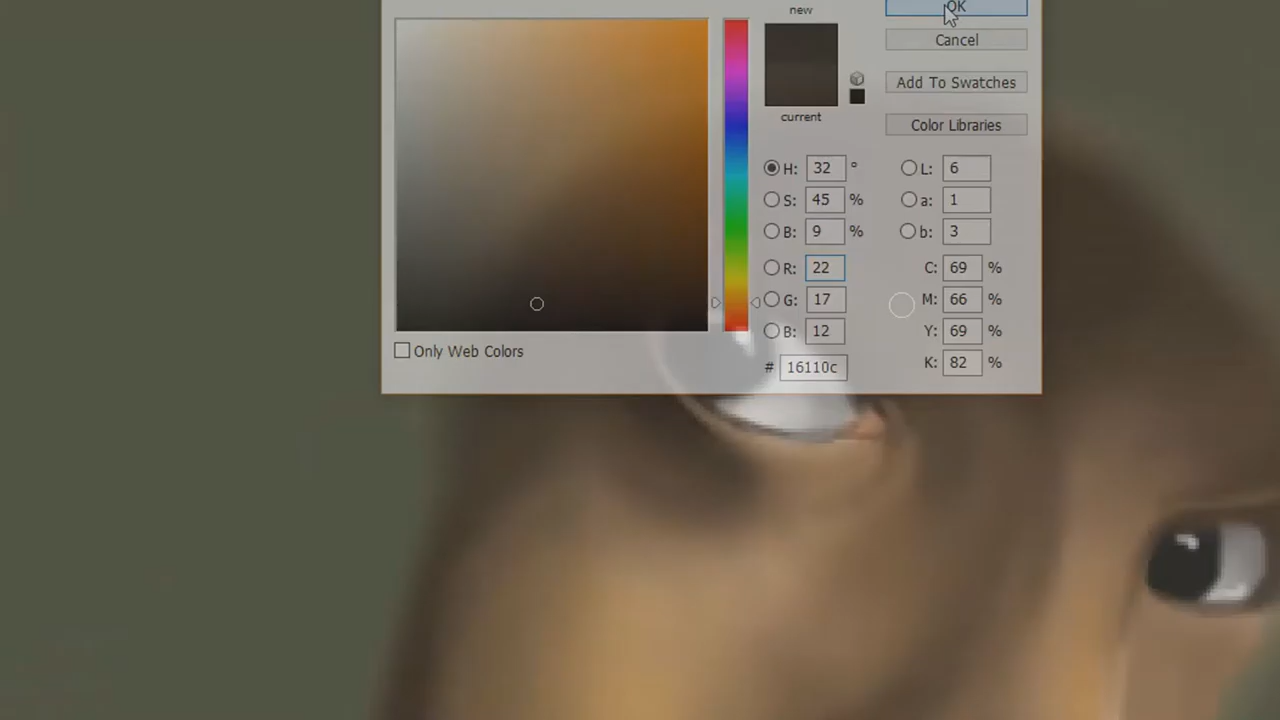 new
OK
Cancel
Add To Swatches
current
Color Libraries
H: 32 ° L: 6
S: 45 % a: 1
B: 9 % b: 3
R: 22 C: 69 %
G: 17 M: 66 %
B: 12 Y: 69 %
# 16110c K: 82 %
Only Web Colors